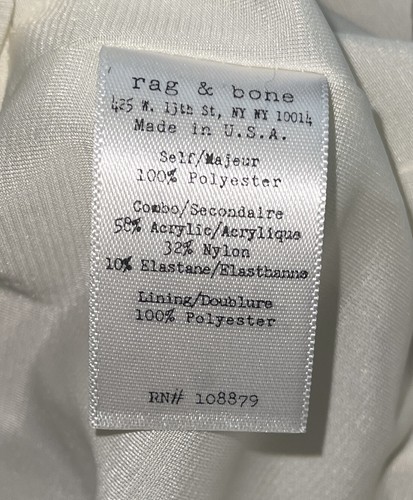 rag & bone
425 W. 13th St, NY NY 10014
Made in U.S.A.
Self/Majeur
100% Polyester
Combo/Secondaire
58% Acrylic/Acrylique
32% Nylon
10% Elastane/Elasthanne
Lining/Doublure
100% Polyester
RN# 108879